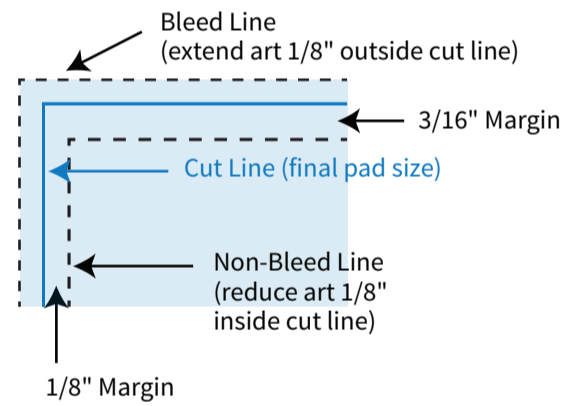 Bleed Line
(extend art 1/8" outside cut line)
3/16" Margin
Cut Line (final pad size)
Non-Bleed Line
(reduce art 1/8"
inside cut line)
1/8" Margin